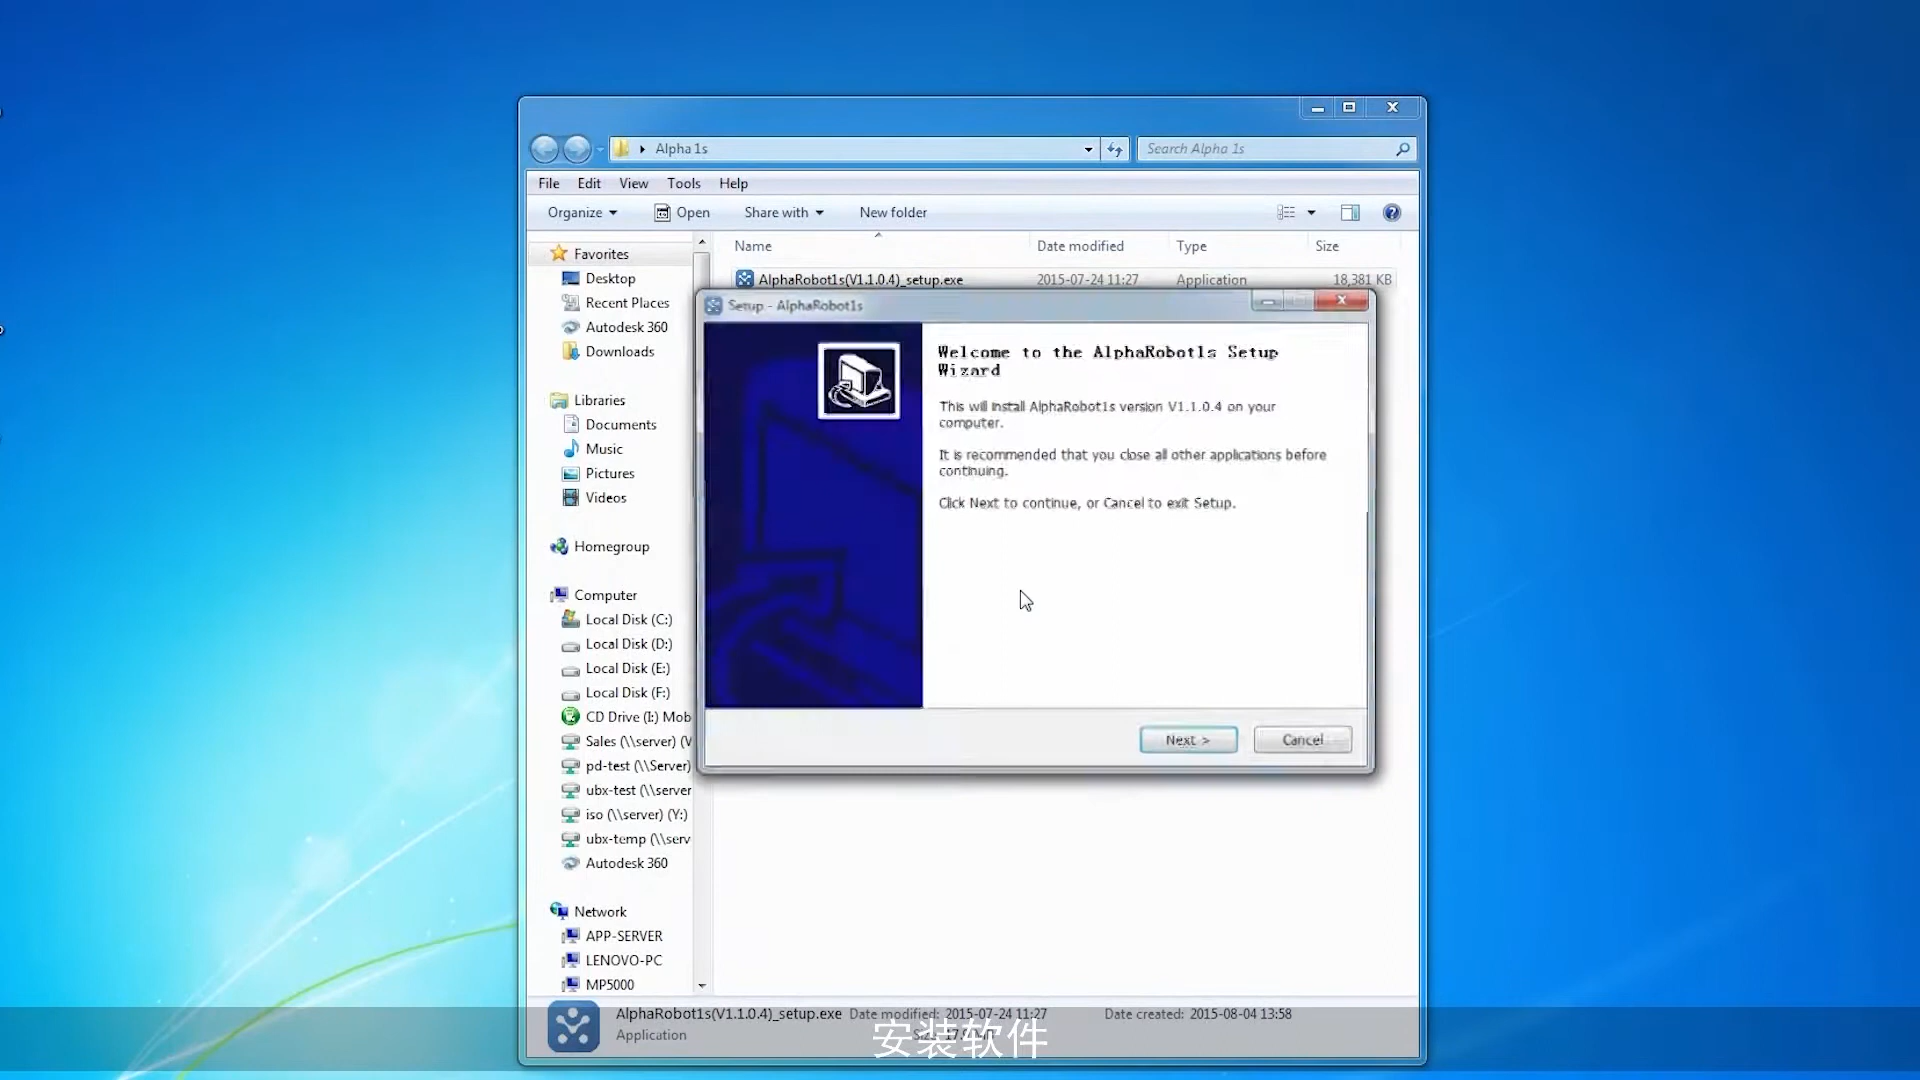 Alpha 1s
Search Alpha 1s
File Edit View Tools Help
Organize Open Share with New folder
Name Date modified Type Size
AlphaRobot1s(V1.1.0.4)_setup.exe 2015-07-24 11:27 Application 18,381 KB
Favorites
Desktop
Recent Places
Autodesk 360
Downloads
Libraries
Documents
Music
Pictures
Videos
Homegroup
Computer
Local Disk (C:)
Local Disk (D:)
Local Disk (E:)
Local Disk (F:)
CD Drive (I:) Mob
Sales (\\server) (V
pd-test (\\Server)
ubx-test (\\server
iso (\\server) (Y:)
ubx-temp (\\serv
Autodesk 360
Network
APP-SERVER
LENOVO-PC
MP5000
Setup - AlphaRobot1s
Welcome to the AlphaRobot1s Setup
Wizard
This will install AlphaRobot1s version V1.1.0.4 on your
computer.
It is recommended that you close all other applications before
continuing.
Click Next to continue, or Cancel to exit Setup.
Next >
Cancel
AlphaRobot1s(V1.1.0.4)_setup.exe Date modified: 2015-07-24 11:27 Date created: 2015-08-04 13:58
Application
安装软件